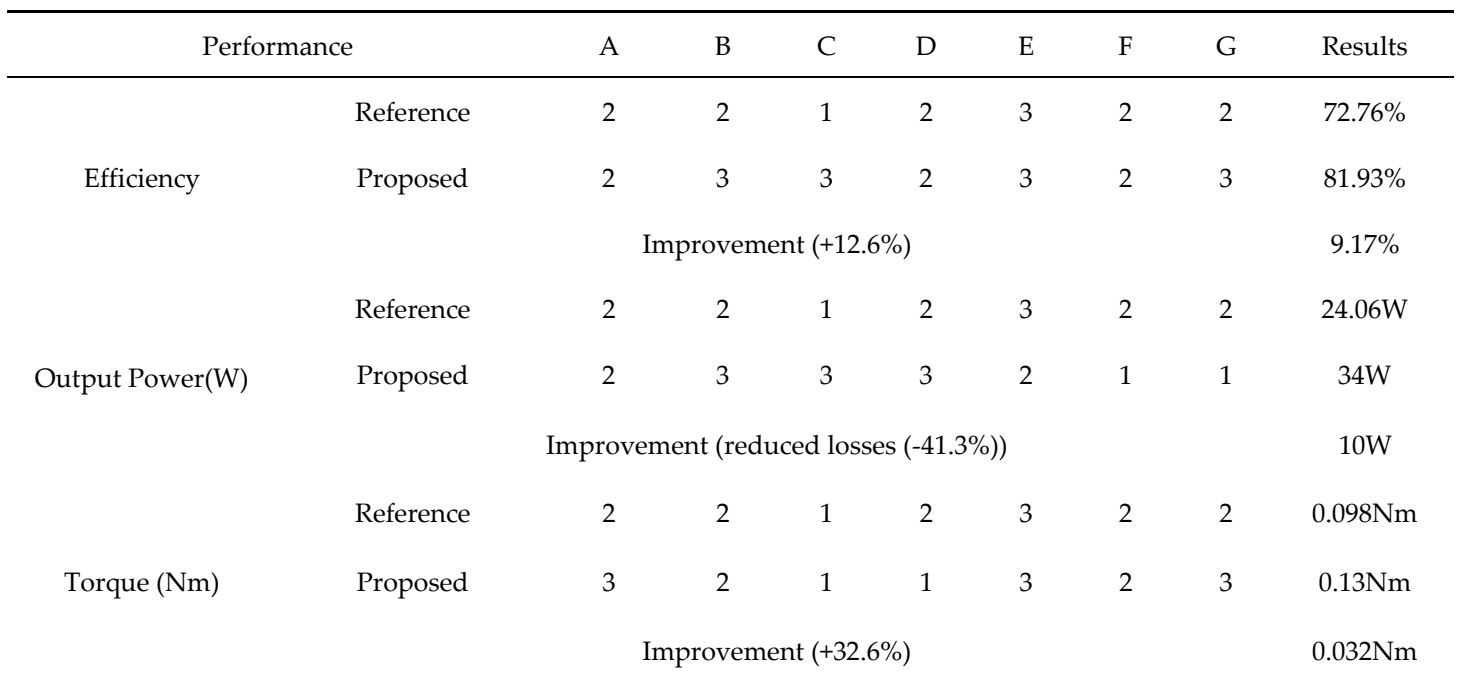 Performance A B C D E F G Results
Reference 2 2 1 2 3 2 2 72.76%
Efficiency Proposed 2 3 3 2 3 2 3 81.93%
Improvement (+12.6%) 9.17%
Reference 2 2 1 2 3 2 2 24.06W
Output Power(W) Proposed 2 3 3 3 2 1 1 34W
Improvement (reduced losses (-41.3%)) 10W
Reference 2 2 1 2 3 2 2 0.098Nm
Torque (Nm) Proposed 3 2 1 1 3 2 3 0.13Nm
Improvement (+32.6%) 0.032Nm